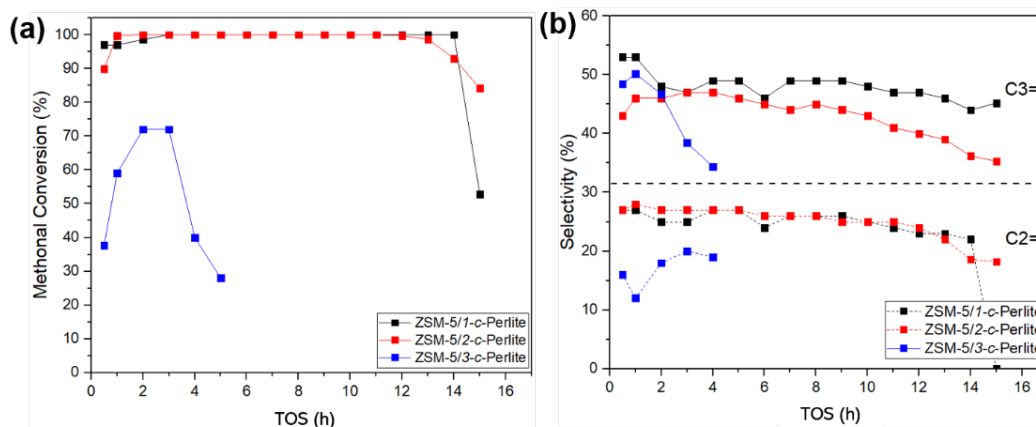 (a)
Methonal Conversion (%)
100
90
80
70
60
50
40
30
20
10
0
0 2 4 6 8 10 12 14 16
TOS (h)
ZSM-5/1-c-Perlite
ZSM-5/2-c-Perlite
ZSM-5/3-c-Perlite
(b)
Selectivity (%)
60
50
40
30
20
10
0
C3=
C2=
0 2 4 6 8 10 12 14 16
TOS (h)
ZSM-5/1-c-Perlite
ZSM-5/2-c-Perlite
ZSM-5/3-c-Perlite